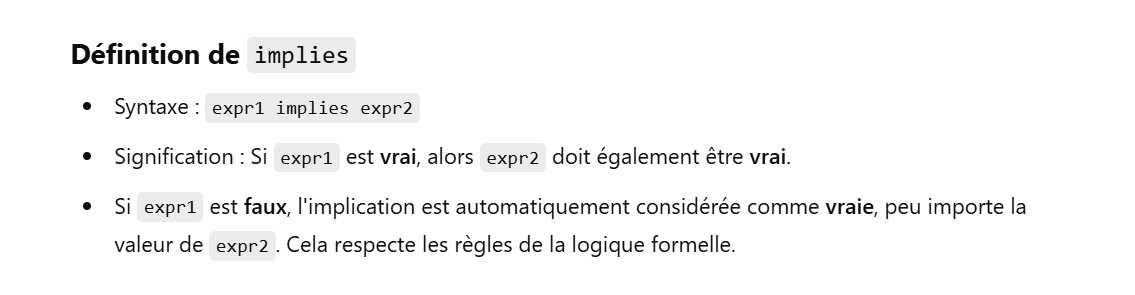 Définition de implies
Syntaxe : expr1 implies expr2
Signification : Si expr1 est vrai, alors expr2 doit également être vrai.
Si expr1 est faux, l'implication est automatiquement considérée comme vraie, peu importe la
valeur de expr2. Cela respecte les règles de la logique formelle.